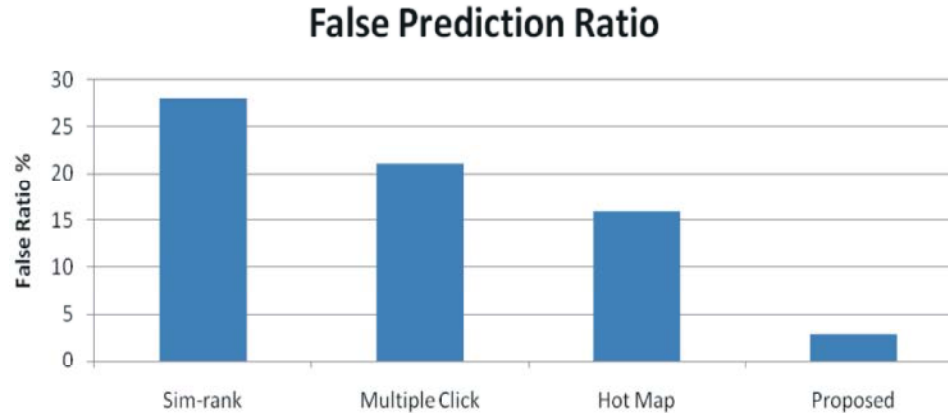 False Prediction Ratio
30
25
20
15
10
5
0
False Ratio %
Sim-rank
Multiple Click
Hot Map
Proposed